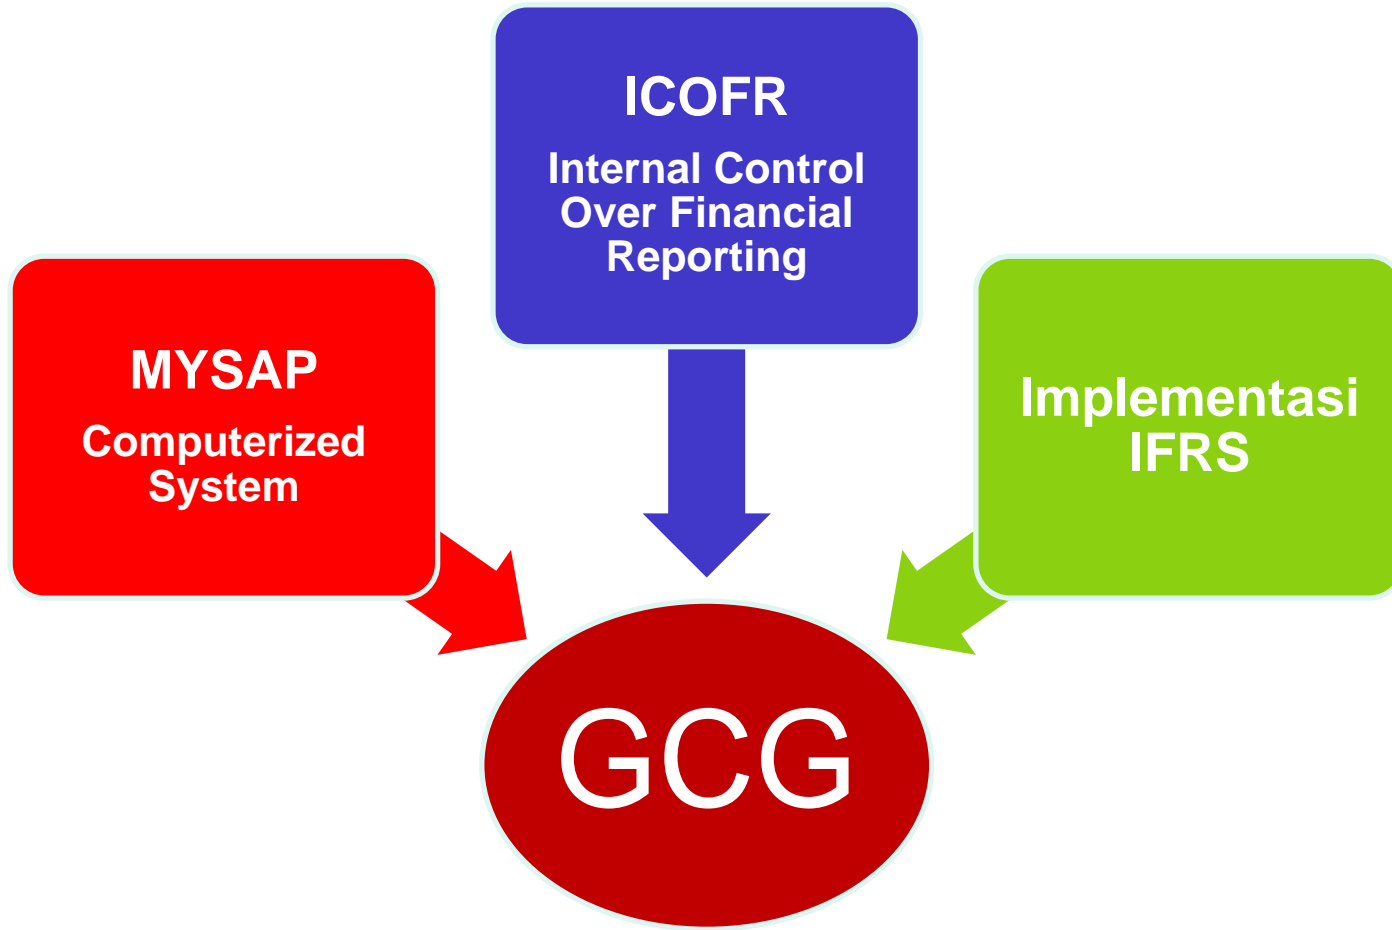 ICOFR
Internal Control
Over Financial
Reporting
MYSAP
Computerized
System
Implementasi
IFRS
GCG